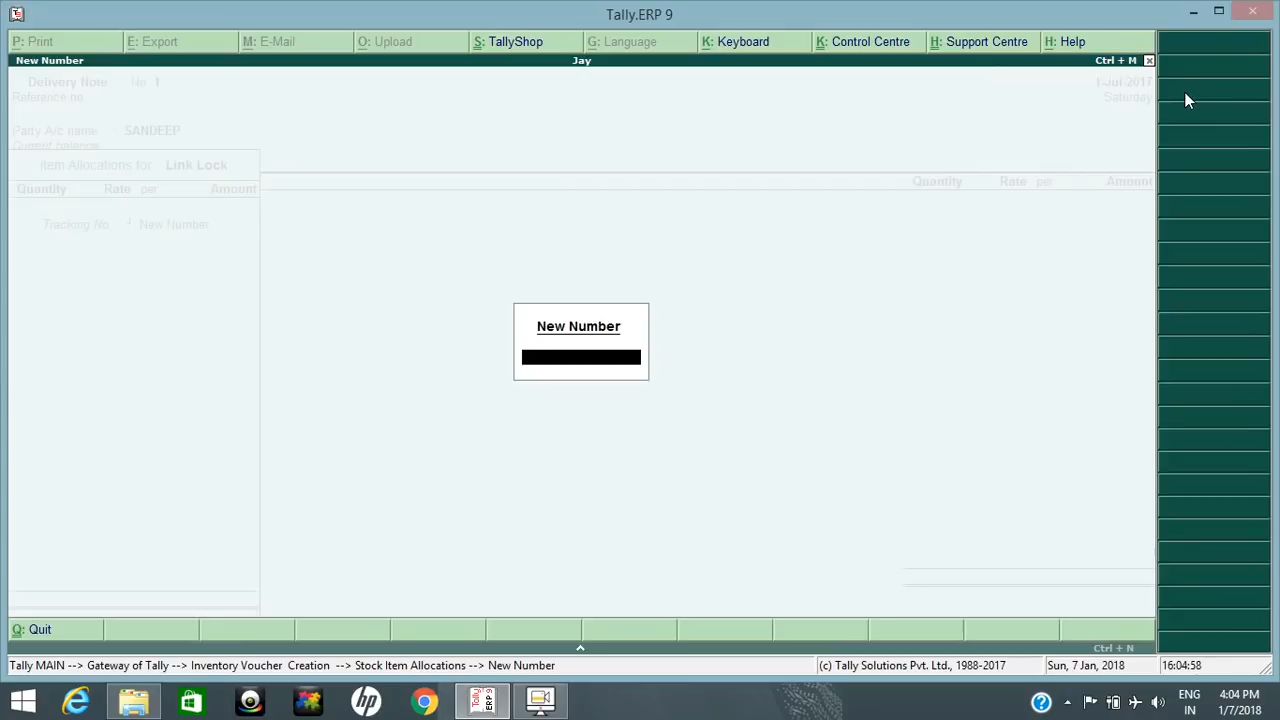 Tally.ERP 9
P: Print E: Export M: E-Mail O: Upload S: TallyShop G: Language K: Keyboard K: Control Centre H: Support Centre H: Help
New Number Jay Ctrl + M
Delivery Note No. 1 1-Jul-2017
Reference no. Saturday
Party A/c name : SANDEEP
Current balance
Item Allocations for Link Lock
Quantity Rate per Amount Quantity Rate per Amount
Tracking No. : New Number
New Number
Q: Quit
Ctrl + N
Tally MAIN --> Gateway of Tally --> Inventory Voucher Creation --> Stock Item Allocations --> New Number (c) Tally Solutions Pvt. Ltd., 1988-2017 Sun, 7 Jan, 2018 16:04:58
ENG 4:04 PM
IN 1/7/2018